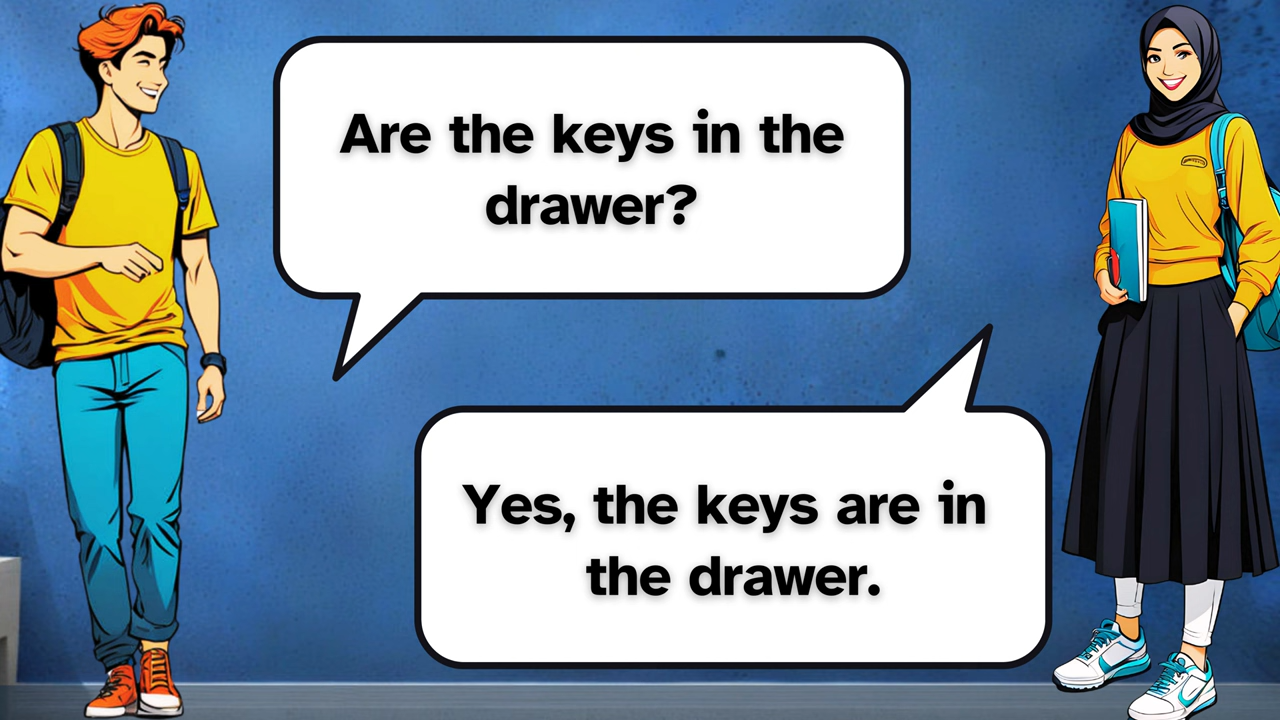 Are the keys in the
drawer?
Yes, the keys are in
the drawer.